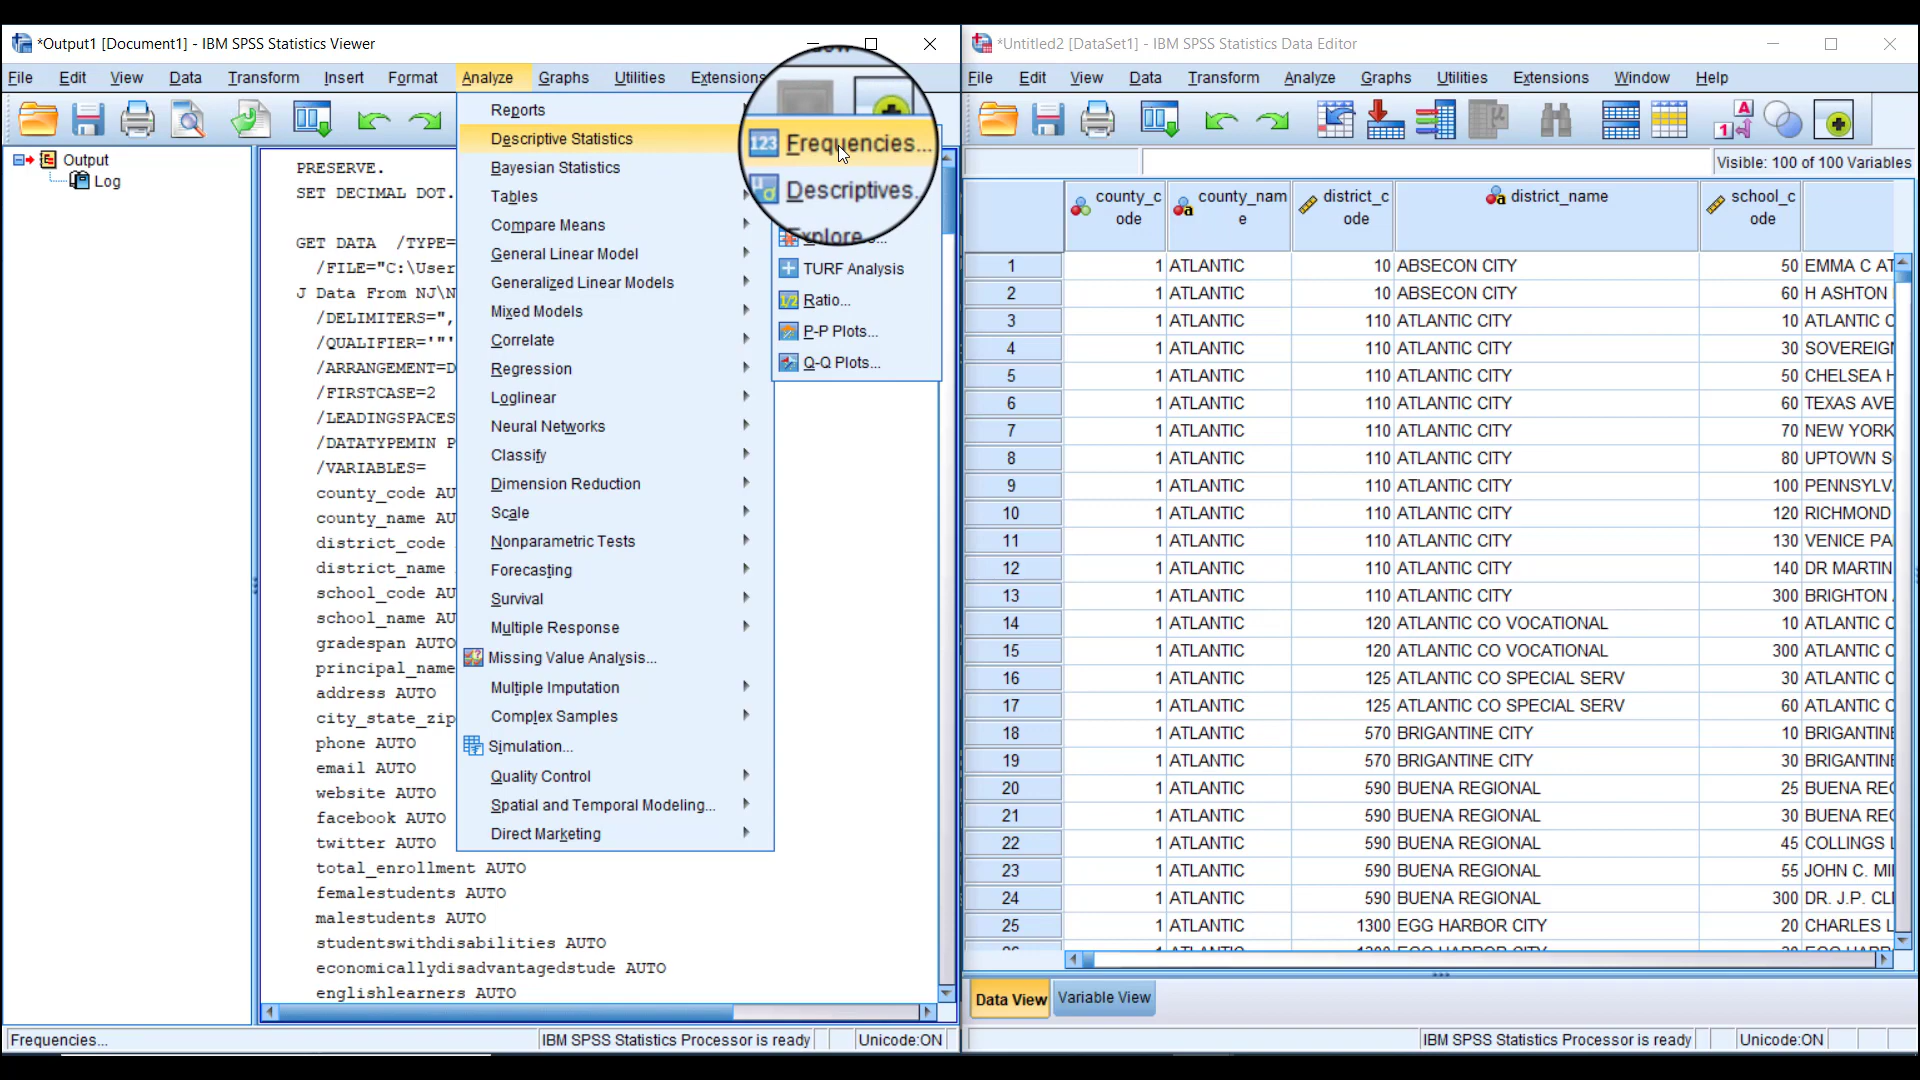 *Output1 [Document1] - IBM SPSS Statistics Viewer
File Edit View Data Transform Insert Format Analyze Graphs Utilities Extensions
Output
Log
PRESERVE.
SET DECIMAL DOT.
GET DATA /TYPE=
/FILE="C:\User
J Data From NJ\N
/DELIMITERS=",
/QUALIFIER='"'
/ARRANGEMENT=D
/FIRSTCASE=2
/LEADINGSPACES
/DATATYPEMIN P
/VARIABLES=
county_code AU
county_name AU
district_code
district_name
school_code AU
school_name AU
gradespan AUTO
principal_name
address AUTO
city_state_zip
phone AUTO
email AUTO
website AUTO
facebook AUTO
twitter AUTO
total_enrollment AUTO
femalestudents AUTO
malestudents AUTO
studentswithdisabilities AUTO
economicallydisadvantagedstude AUTO
englishlearners AUTO
Reports
Descriptive Statistics
Bayesian Statistics
Tables
Compare Means
General Linear Model
Generalized Linear Models
Mixed Models
Correlate
Regression
Loglinear
Neural Networks
Classify
Dimension Reduction
Scale
Nonparametric Tests
Forecasting
Survival
Multiple Response
Missing Value Analysis...
Multiple Imputation
Complex Samples
Simulation...
Quality Control
Spatial and Temporal Modeling...
Direct Marketing
123 Frequencies...
Descriptives.
Explore...
TURF Analysis
1/2 Ratio...
P-P Plots...
Q-Q Plots...
Frequencies...
IBM SPSS Statistics Processor is ready
Unicode:ON
*Untitled2 [DataSet1] - IBM SPSS Statistics Data Editor
File Edit View Data Transform Analyze Graphs Utilities Extensions Window Help
Visible: 100 of 100 Variables
county_code county_name district_code district_name school_code
1 1 ATLANTIC 10 ABSECON CITY 50 EMMA C AT
2 1 ATLANTIC 10 ABSECON CITY 60 H ASHTON
3 1 ATLANTIC 110 ATLANTIC CITY 10 ATLANTIC C
4 1 ATLANTIC 110 ATLANTIC CITY 30 SOVEREIGN
5 1 ATLANTIC 110 ATLANTIC CITY 50 CHELSEA H
6 1 ATLANTIC 110 ATLANTIC CITY 60 TEXAS AVE
7 1 ATLANTIC 110 ATLANTIC CITY 70 NEW YORK
8 1 ATLANTIC 110 ATLANTIC CITY 80 UPTOWN S
9 1 ATLANTIC 110 ATLANTIC CITY 100 PENNSYLV
10 1 ATLANTIC 110 ATLANTIC CITY 120 RICHMOND
11 1 ATLANTIC 110 ATLANTIC CITY 130 VENICE PA
12 1 ATLANTIC 110 ATLANTIC CITY 140 DR MARTIN
13 1 ATLANTIC 110 ATLANTIC CITY 300 BRIGHTON
14 1 ATLANTIC 120 ATLANTIC CO VOCATIONAL 10 ATLANTIC C
15 1 ATLANTIC 120 ATLANTIC CO VOCATIONAL 300 ATLANTIC C
16 1 ATLANTIC 125 ATLANTIC CO SPECIAL SERV 30 ATLANTIC C
17 1 ATLANTIC 125 ATLANTIC CO SPECIAL SERV 60 ATLANTIC C
18 1 ATLANTIC 570 BRIGANTINE CITY 10 BRIGANTINE
19 1 ATLANTIC 570 BRIGANTINE CITY 30 BRIGANTINE
20 1 ATLANTIC 590 BUENA REGIONAL 25 BUENA REG
21 1 ATLANTIC 590 BUENA REGIONAL 30 BUENA REG
22 1 ATLANTIC 590 BUENA REGIONAL 45 COLLINGS L
23 1 ATLANTIC 590 BUENA REGIONAL 55 JOHN C. MI
24 1 ATLANTIC 590 BUENA REGIONAL 300 DR. J.P. CL
25 1 ATLANTIC 1300 EGG HARBOR CITY 20 CHARLES L
Data View Variable View
IBM SPSS Statistics Processor is ready
Unicode:ON